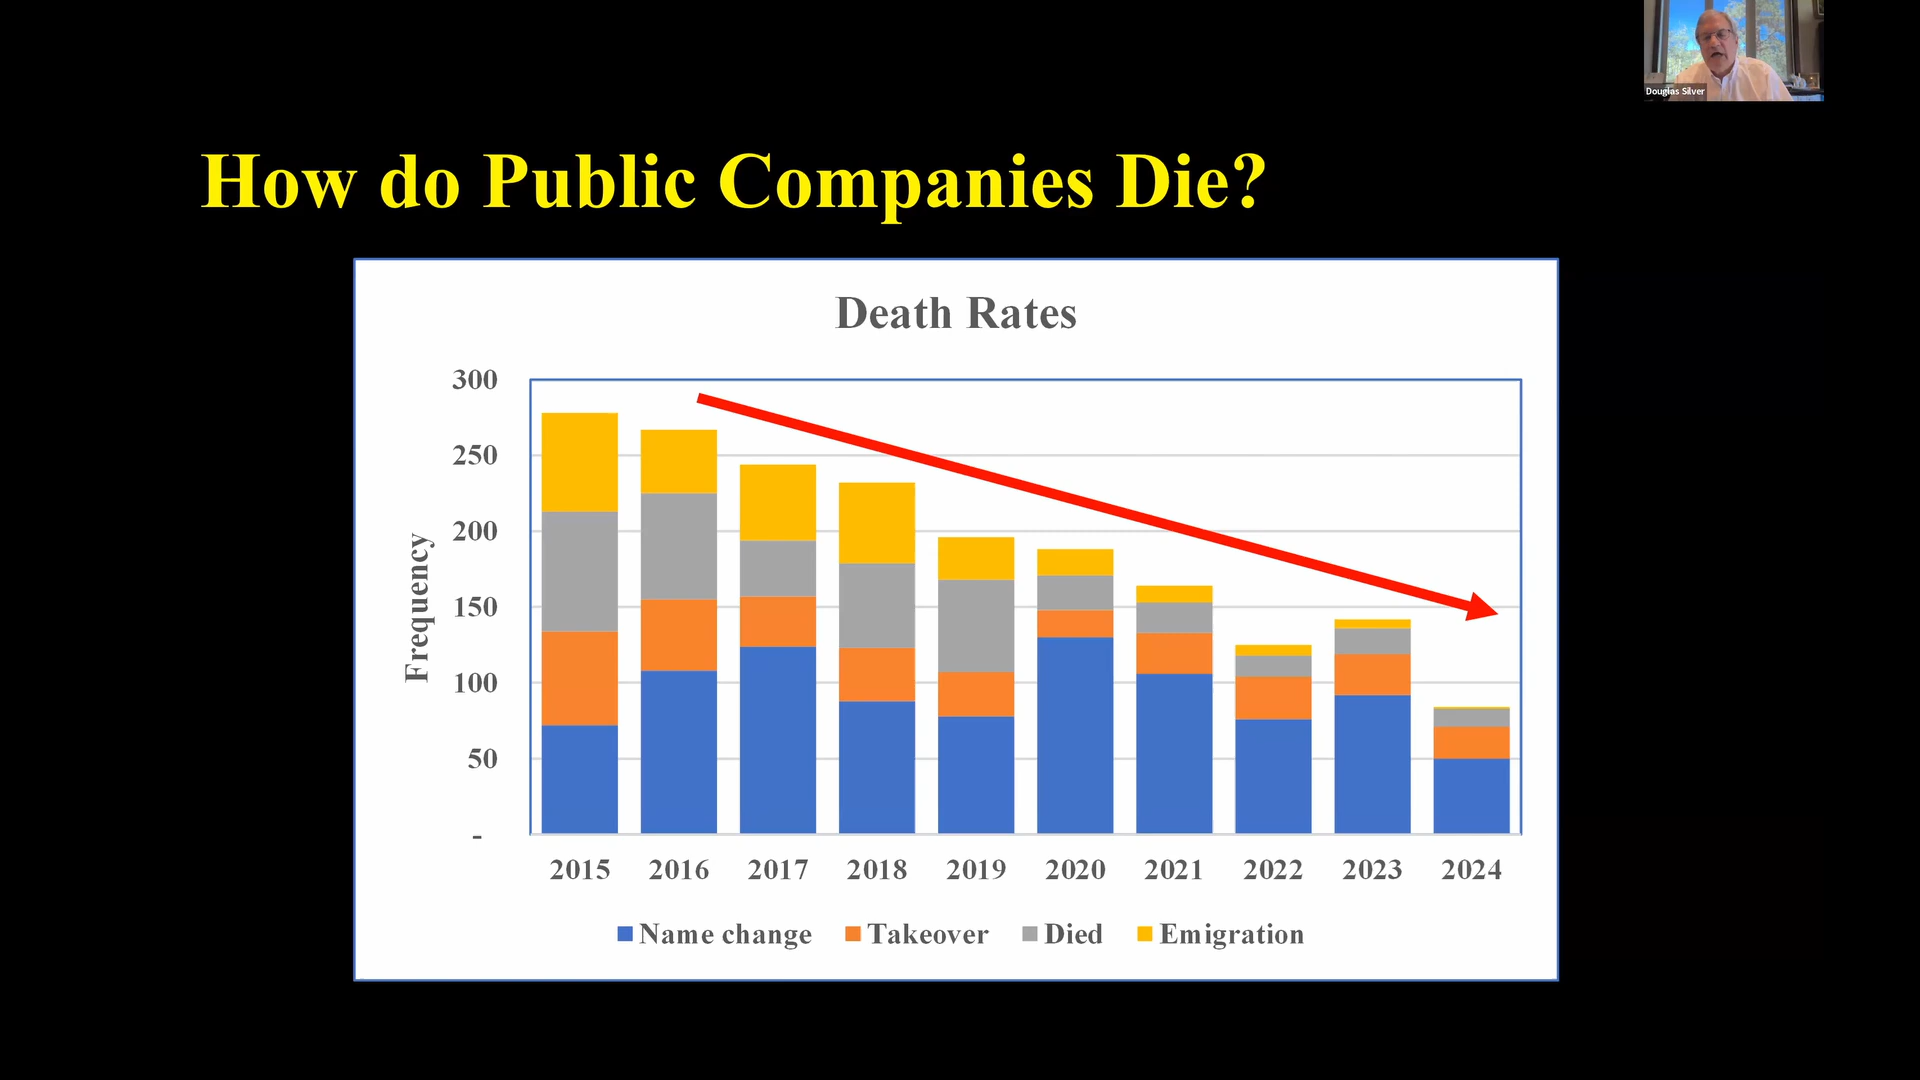 Douglas Silver
How do Public Companies Die?
Death Rates
300
250
200
150
100
50
-
Frequency
2015 2016 2017 2018 2019 2020 2021 2022 2023 2024
Name change Takeover Died Emigration